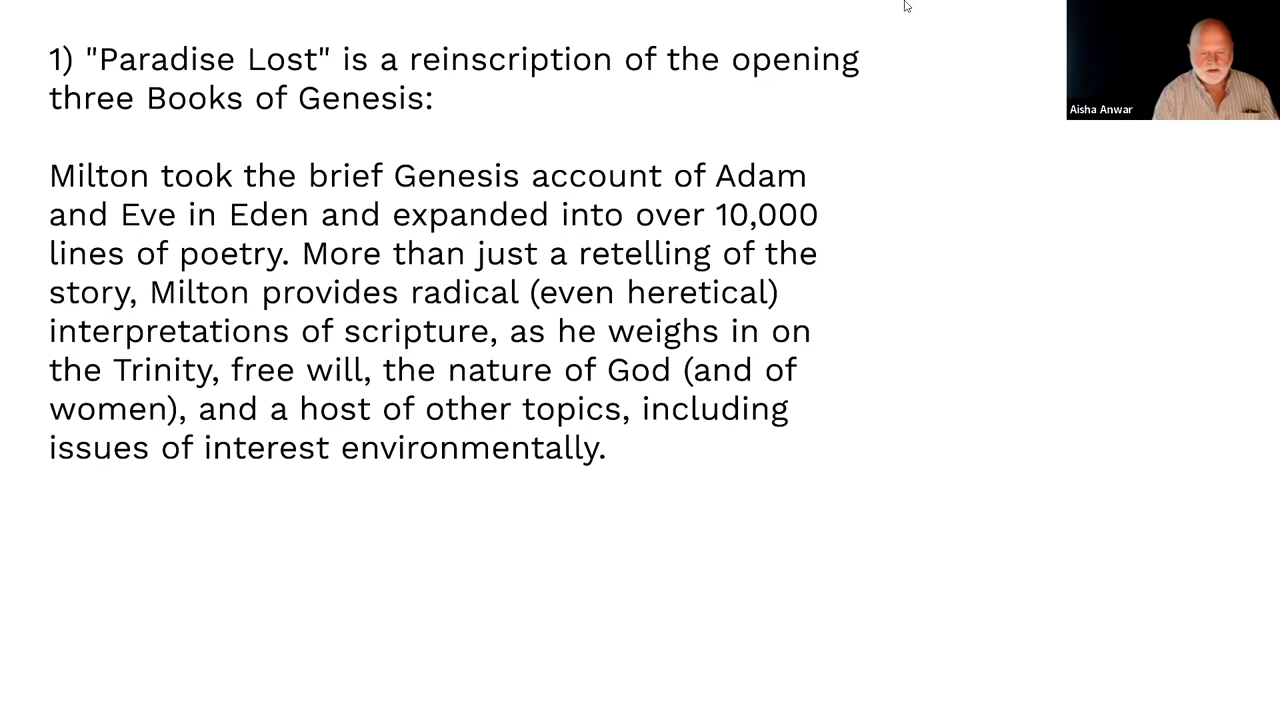 1) "Paradise Lost" is a reinscription of the opening
three Books of Genesis:
Milton took the brief Genesis account of Adam
and Eve in Eden and expanded into over 10,000
lines of poetry. More than just a retelling of the
story, Milton provides radical (even heretical)
interpretations of scripture, as he weighs in on
the Trinity, free will, the nature of God (and of
women), and a host of other topics, including
issues of interest environmentally.
Aisha Anwar